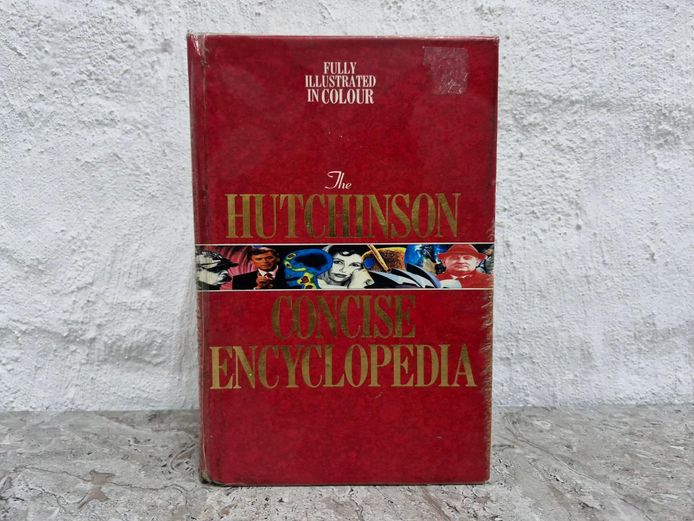 FULLY
ILLUSTRATED
IN COLOUR
The
HUTCHINSON
CONCISE
ENCYCLOPEDIA